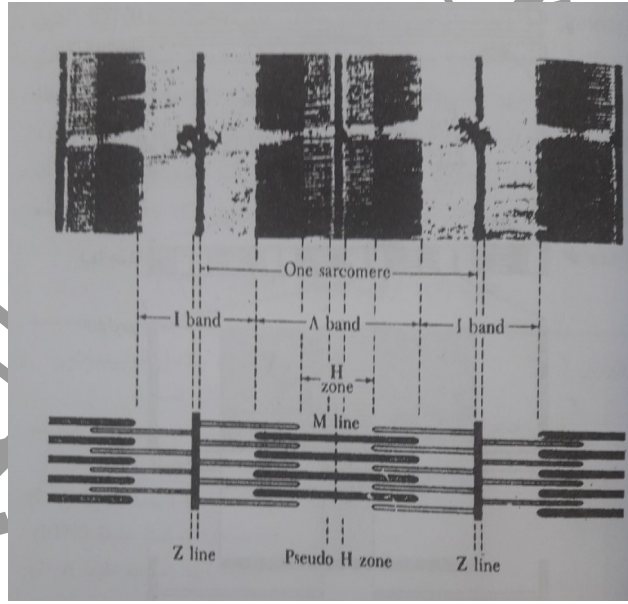 One sarcomere
I band A band I band
H
zone
M line
Z line Pseudo H zone Z line